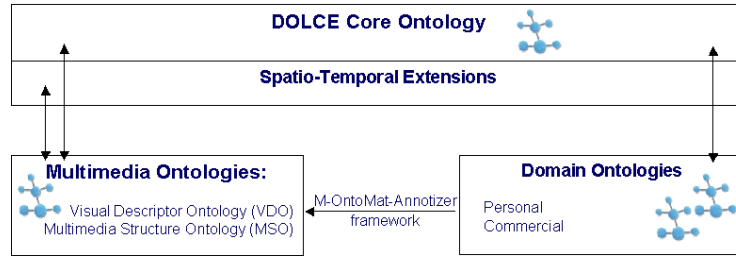 DOLCE Core Ontology
Spatio-Temporal Extensions
Multimedia Ontologies:
Visual Descriptor Ontology (VDO)
Multimedia Structure Ontology (MSO)
M-OntoMat-Annotizer
framework
Domain Ontologies
Personal
Commercial